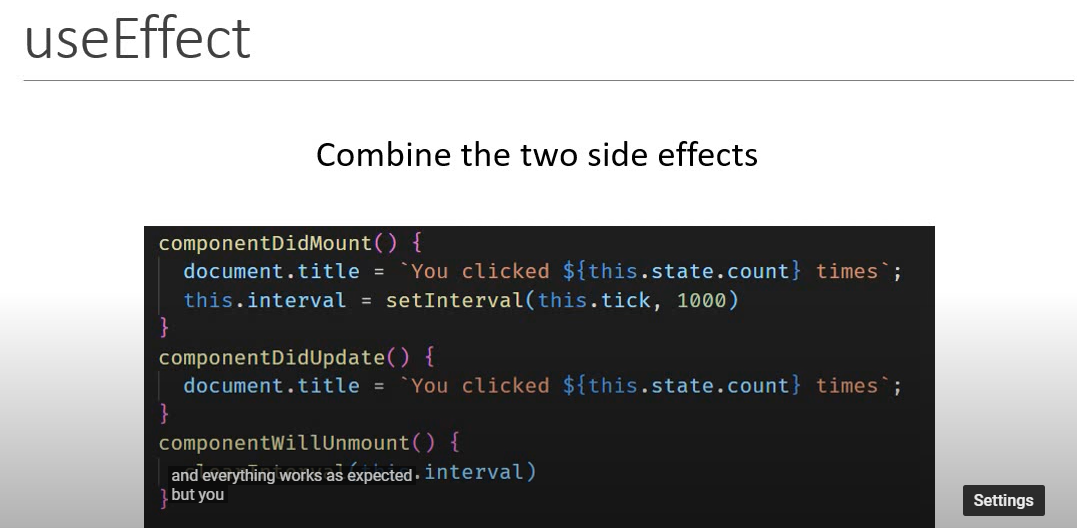 useEffect
Combine the two side effects
componentDidMount() {
document.title = `You clicked ${this.state.count} times`;
this.interval = setInterval(this.tick, 1000)
}
componentDidUpdate() {
document.title = `You clicked ${this.state.count} times`;
}
componentWillUnmount() {
clearInterval(this.interval)
}
and everything works as expected
but you
Settings